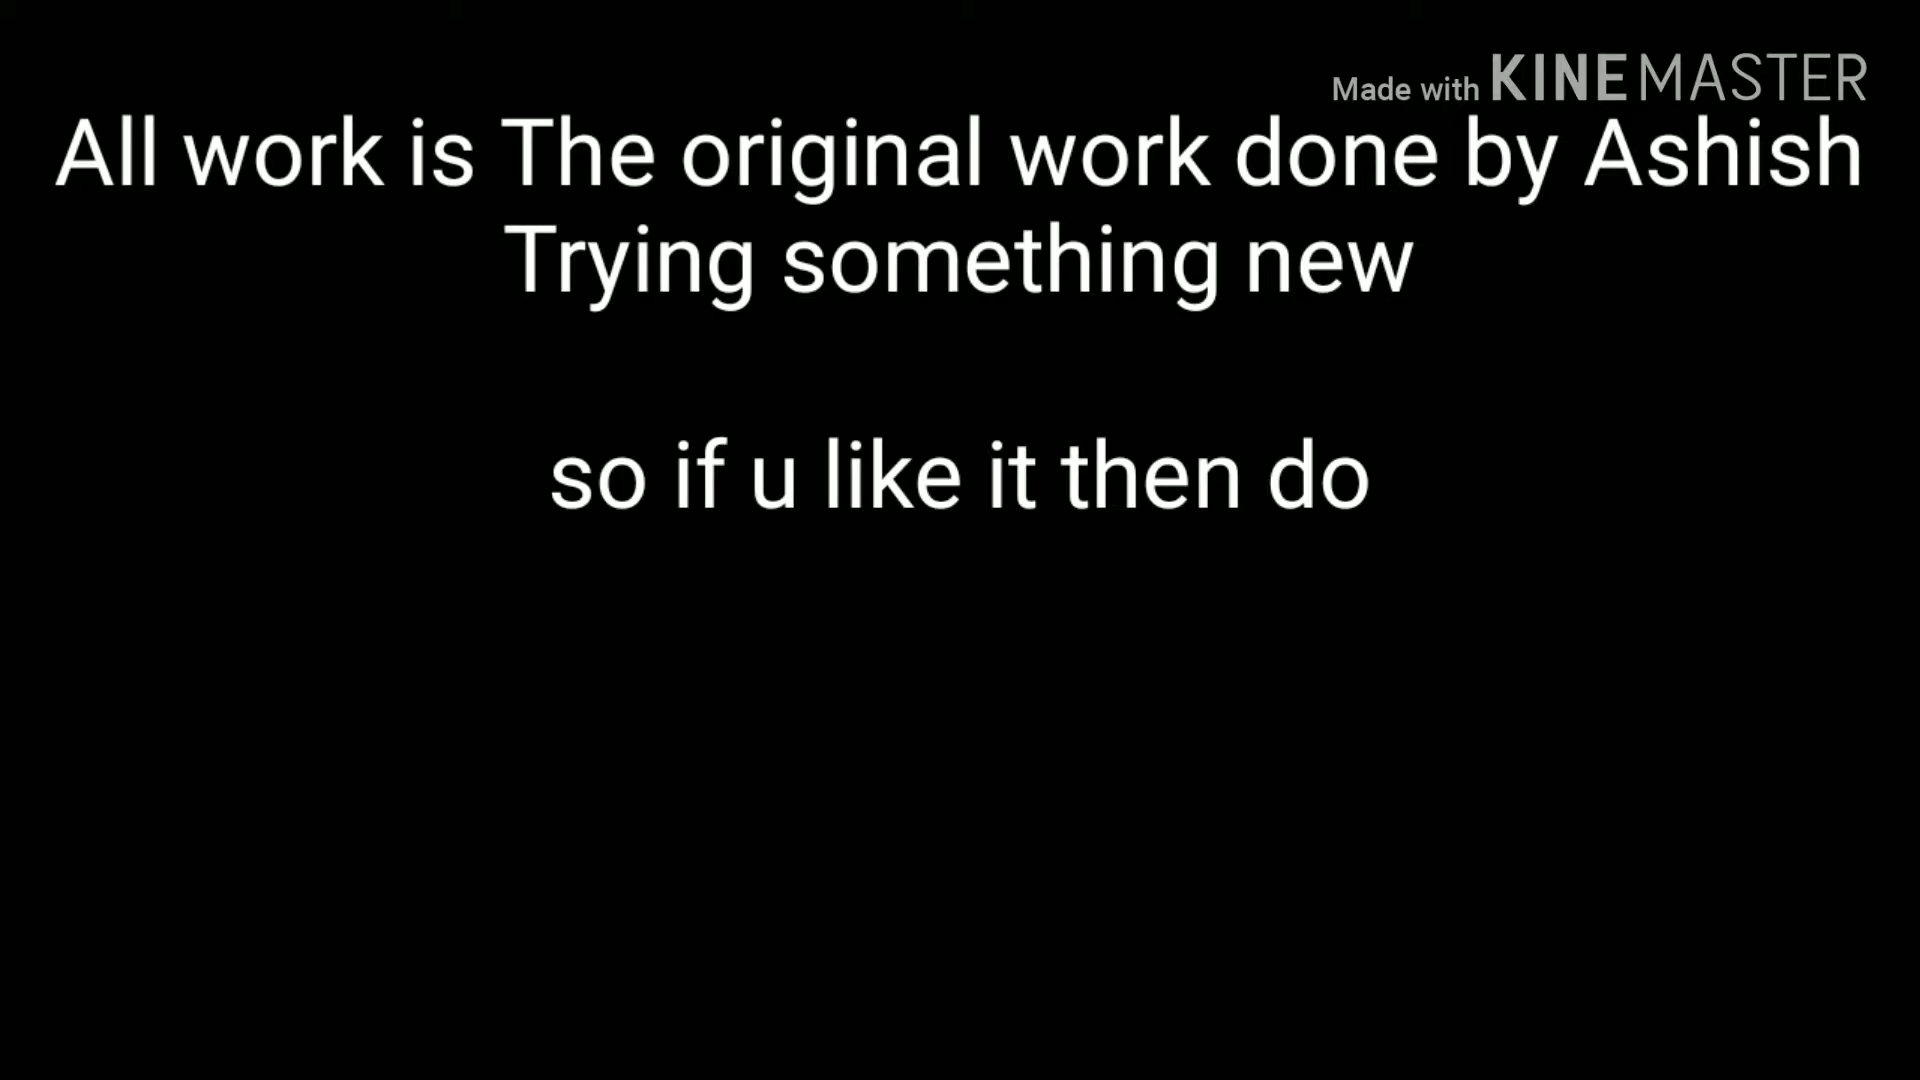 Made with KINEMASTER
All work is The original work done by Ashish
Trying something new
so if u like it then do